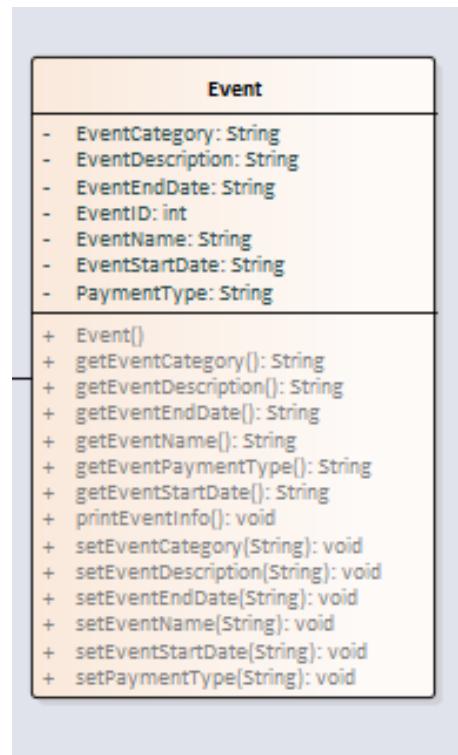 Event
- EventCategory: String
- EventDescription: String
- EventEndDate: String
- EventID: int
- EventName: String
- EventStartDate: String
- PaymentType: String
+ Event()
+ getEventCategory(): String
+ getEventDescription(): String
+ getEventEndDate(): String
+ getEventName(): String
+ getEventPaymentType(): String
+ getEventStartDate(): String
+ printEventInfo(): void
+ setEventCategory(String): void
+ setEventDescription(String): void
+ setEventEndDate(String): void
+ setEventName(String): void
+ setEventStartDate(String): void
+ setPaymentType(String): void